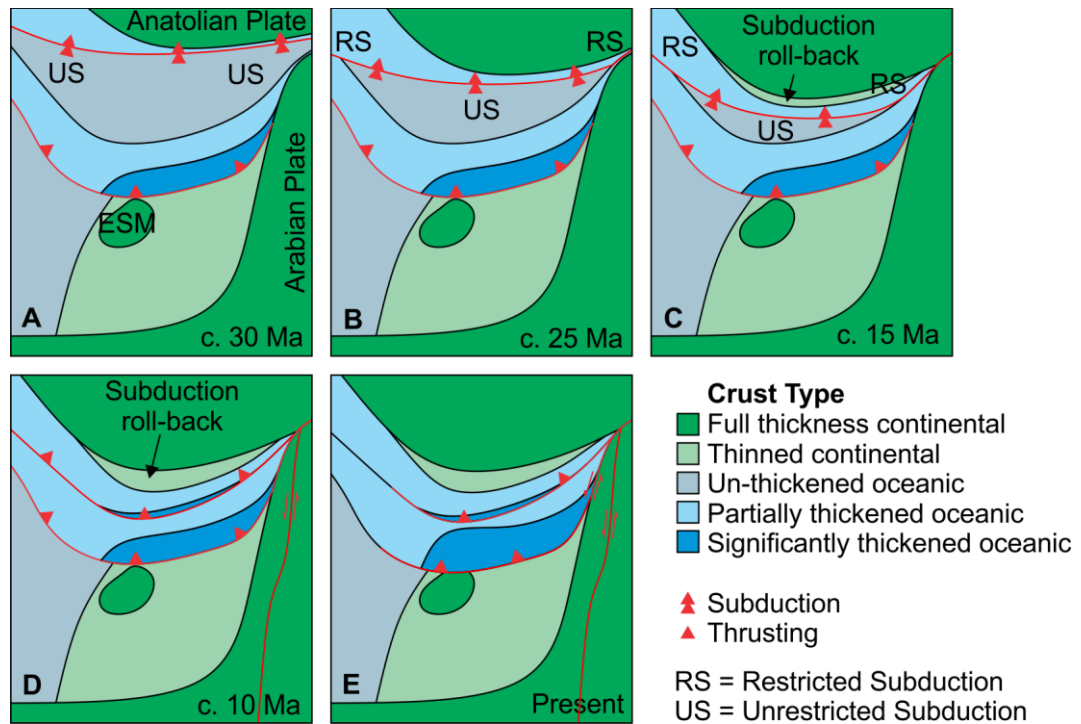 Anatolian Plate
US
US
ESM
Arabian Plate
A
c. 30 Ma
RS
RS
US
B
c. 25 Ma
RS
Subduction
roll-back
RS
US
C
c. 15 Ma
Subduction
roll-back
D
c. 10 Ma
E
Present
Crust Type
Full thickness continental
Thinned continental
Un-thickened oceanic
Partially thickened oceanic
Significantly thickened oceanic
Subduction
Thrusting
RS = Restricted Subduction
US = Unrestricted Subduction